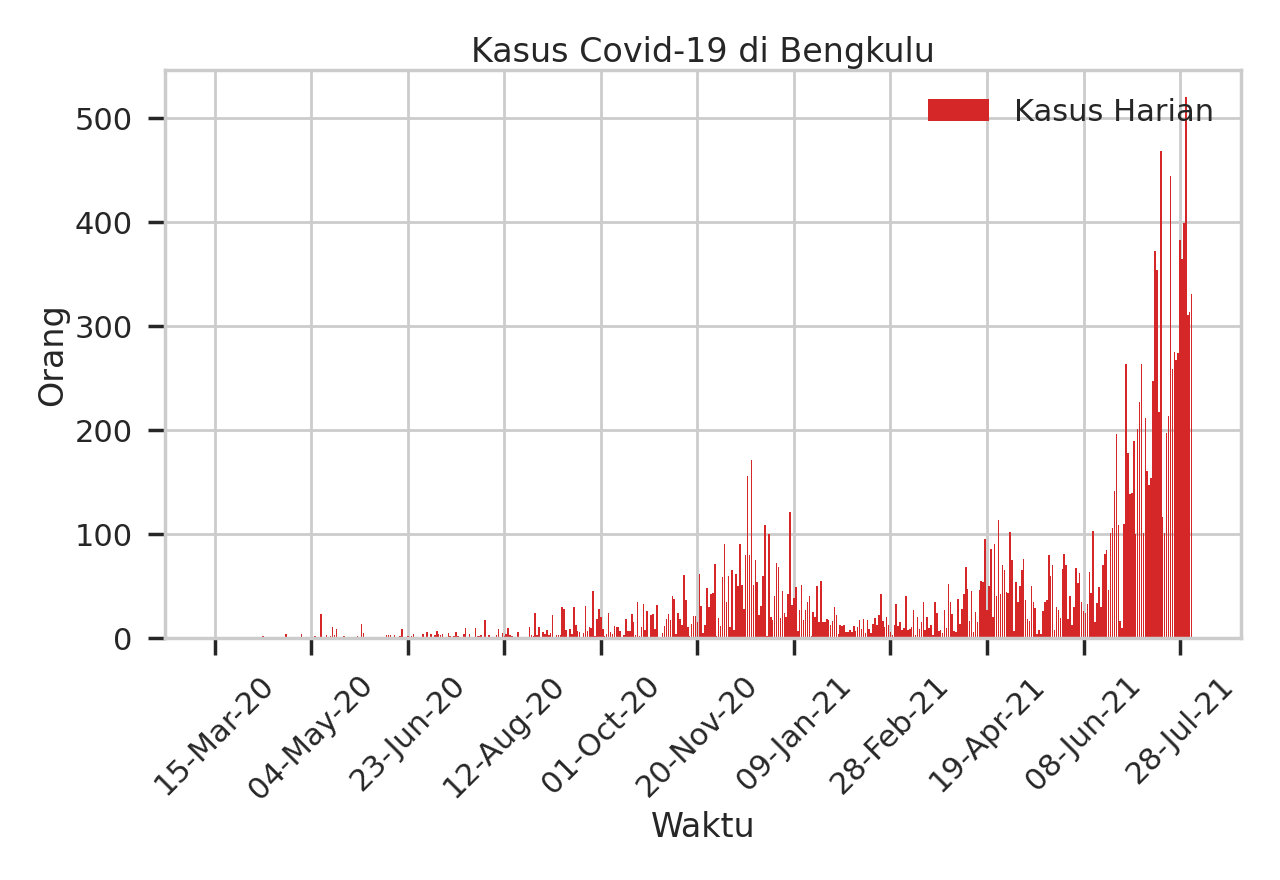 Kasus Covid-19 di Bengkulu
Kasus Harian
500
400
300
200
100
0
Orang
15-Mar-20
04-May-20
23-Jun-20
12-Aug-20
01-Oct-20
20-Nov-20
09-Jan-21
28-Feb-21
19-Apr-21
08-Jun-21
28-Jul-21
Waktu